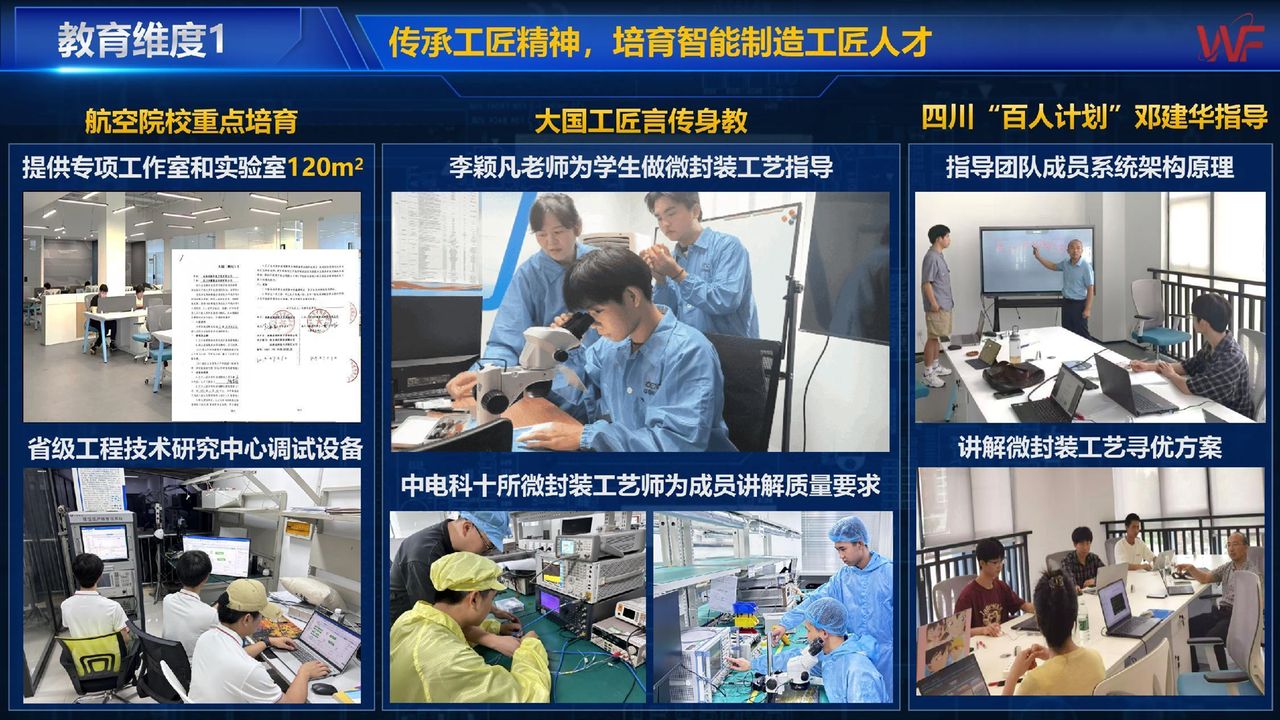 教育维度1
传承工匠精神，培育智能制造工匠人才
WF
航空院校重点培育
提供专项工作室和实验室120m²
省级工程技术研究中心调试设备
大国工匠言传身教
李颖凡老师为学生做微封装工艺指导
中电科十所微封装工艺师为成员讲解质量要求
四川“百人计划”邓建华指导
指导团队成员系统架构原理
讲解微封装工艺寻优方案